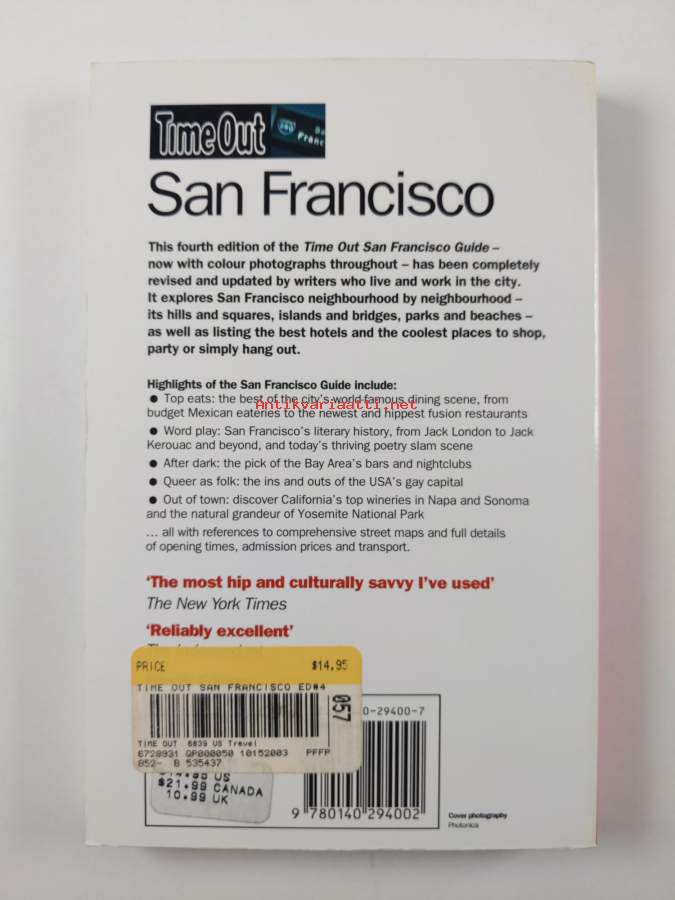 Time Out
San Francisco
This fourth edition of the Time Out San Francisco Guide –
now with colour photographs throughout – has been completely
revised and updated by writers who live and work in the city.
It explores San Francisco neighbourhood by neighbourhood –
its hills and squares, islands and bridges, parks and beaches –
as well as listing the best hotels and the coolest places to shop,
party or simply hang out.
Highlights of the San Francisco Guide include:
● Top eats: the best of the city's world-famous dining scene, from
Antikvariaatti.net
budget Mexican eateries to the newest and hippest fusion restaurants
● Word play: San Francisco's literary history, from Jack London to Jack
Kerouac and beyond, and today's thriving poetry slam scene
● After dark: the pick of the Bay Area's bars and nightclubs
● Queer as folk: the ins and outs of the USA's gay capital
● Out of town: discover California's top wineries in Napa and Sonoma
and the natural grandeur of Yosemite National Park
... all with references to comprehensive street maps and full details
of opening times, admission prices and transport.
'The most hip and culturally savvy I've used'
The New York Times
'Reliably excellent'
PRICE $14.95
TIME OUT SAN FRANCISCO ED#4
057
0-29400-7
TIME OUT 6839 US Travel
6729931 QP000050 10152003 PFFP
852- B 535437
US
$21.99 CANADA
10.99 UK
9 780140 294002
Cover photography
Photonica